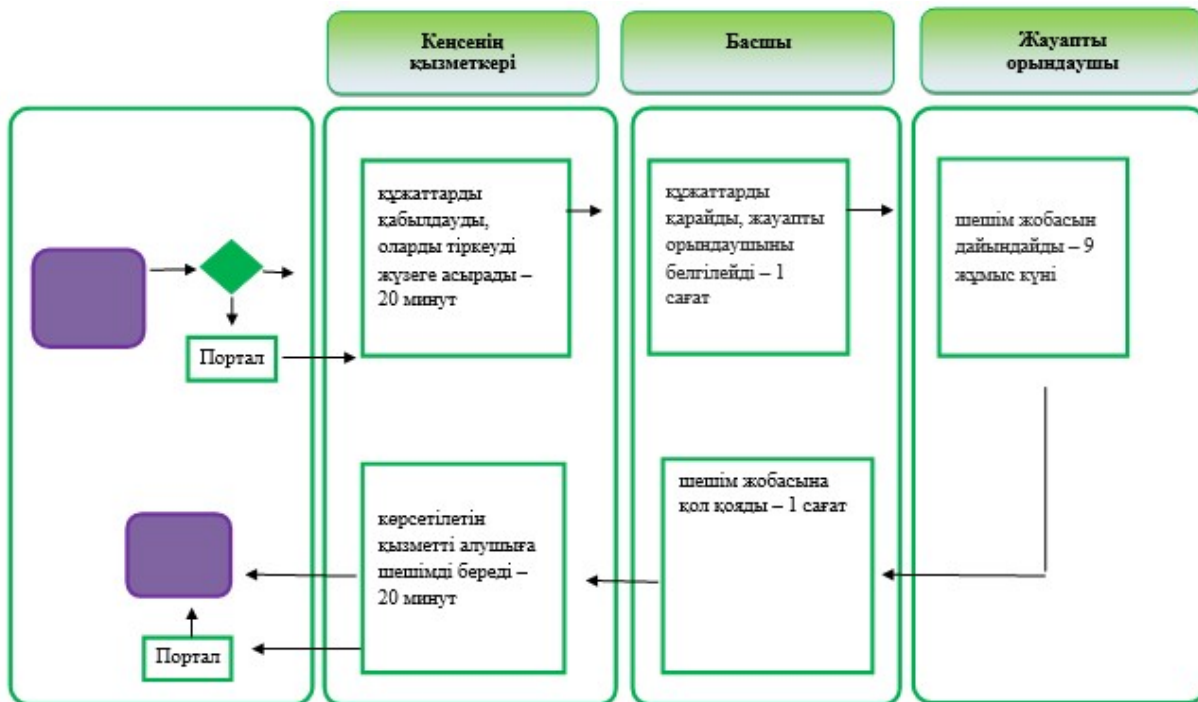 Кеңсенің
қызметкері
Басшы
Жауапты
орындаушы
құжаттарды
қабылдауды,
оларды тіркеуді
жүзеге асырады –
20 минут
құжаттарды
қарайды, жауапты
орындаушыны
белгілейді – 1
сағат
шешім жобасын
дайындайды – 9
жұмыс күні
Портал
көрсетілетін
қызметті алушыға
шешімді береді –
20 минут
шешім жобасына
қол қояды – 1 сағат
Портал